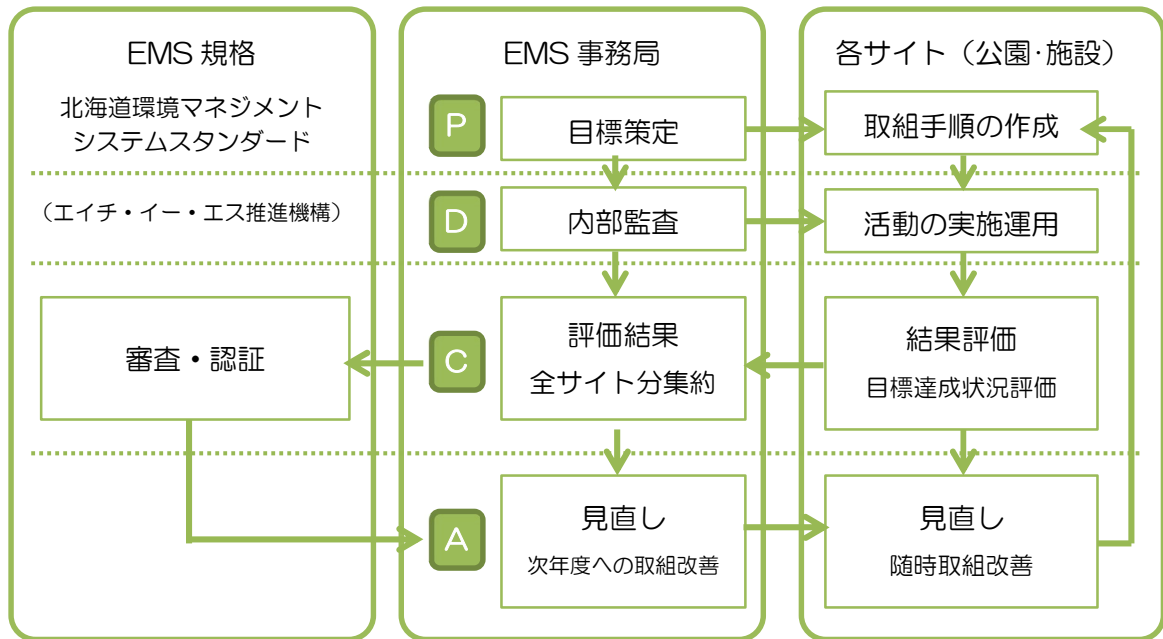 EMS 規格
北海道環境マネジメント
システムスタンダード
（エイチ・イー・エス推進機構）
審査・認証
EMS 事務局
P
目標策定
D
内部監査
C
評価結果
全サイト分集約
A
見直し
次年度への取組改善
各サイト（公園･施設）
取組手順の作成
活動の実施運用
結果評価
目標達成状況評価
見直し
随時取組改善